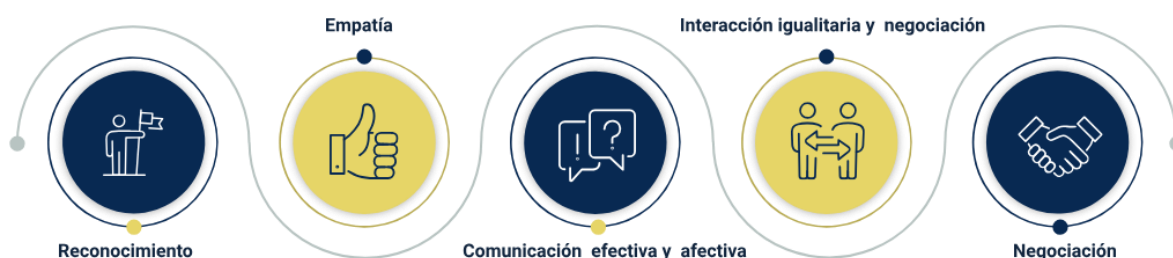 Reconocimiento
Empatía
Comunicación efectiva y afectiva
Interacción igualitaria y negociación
Negociación